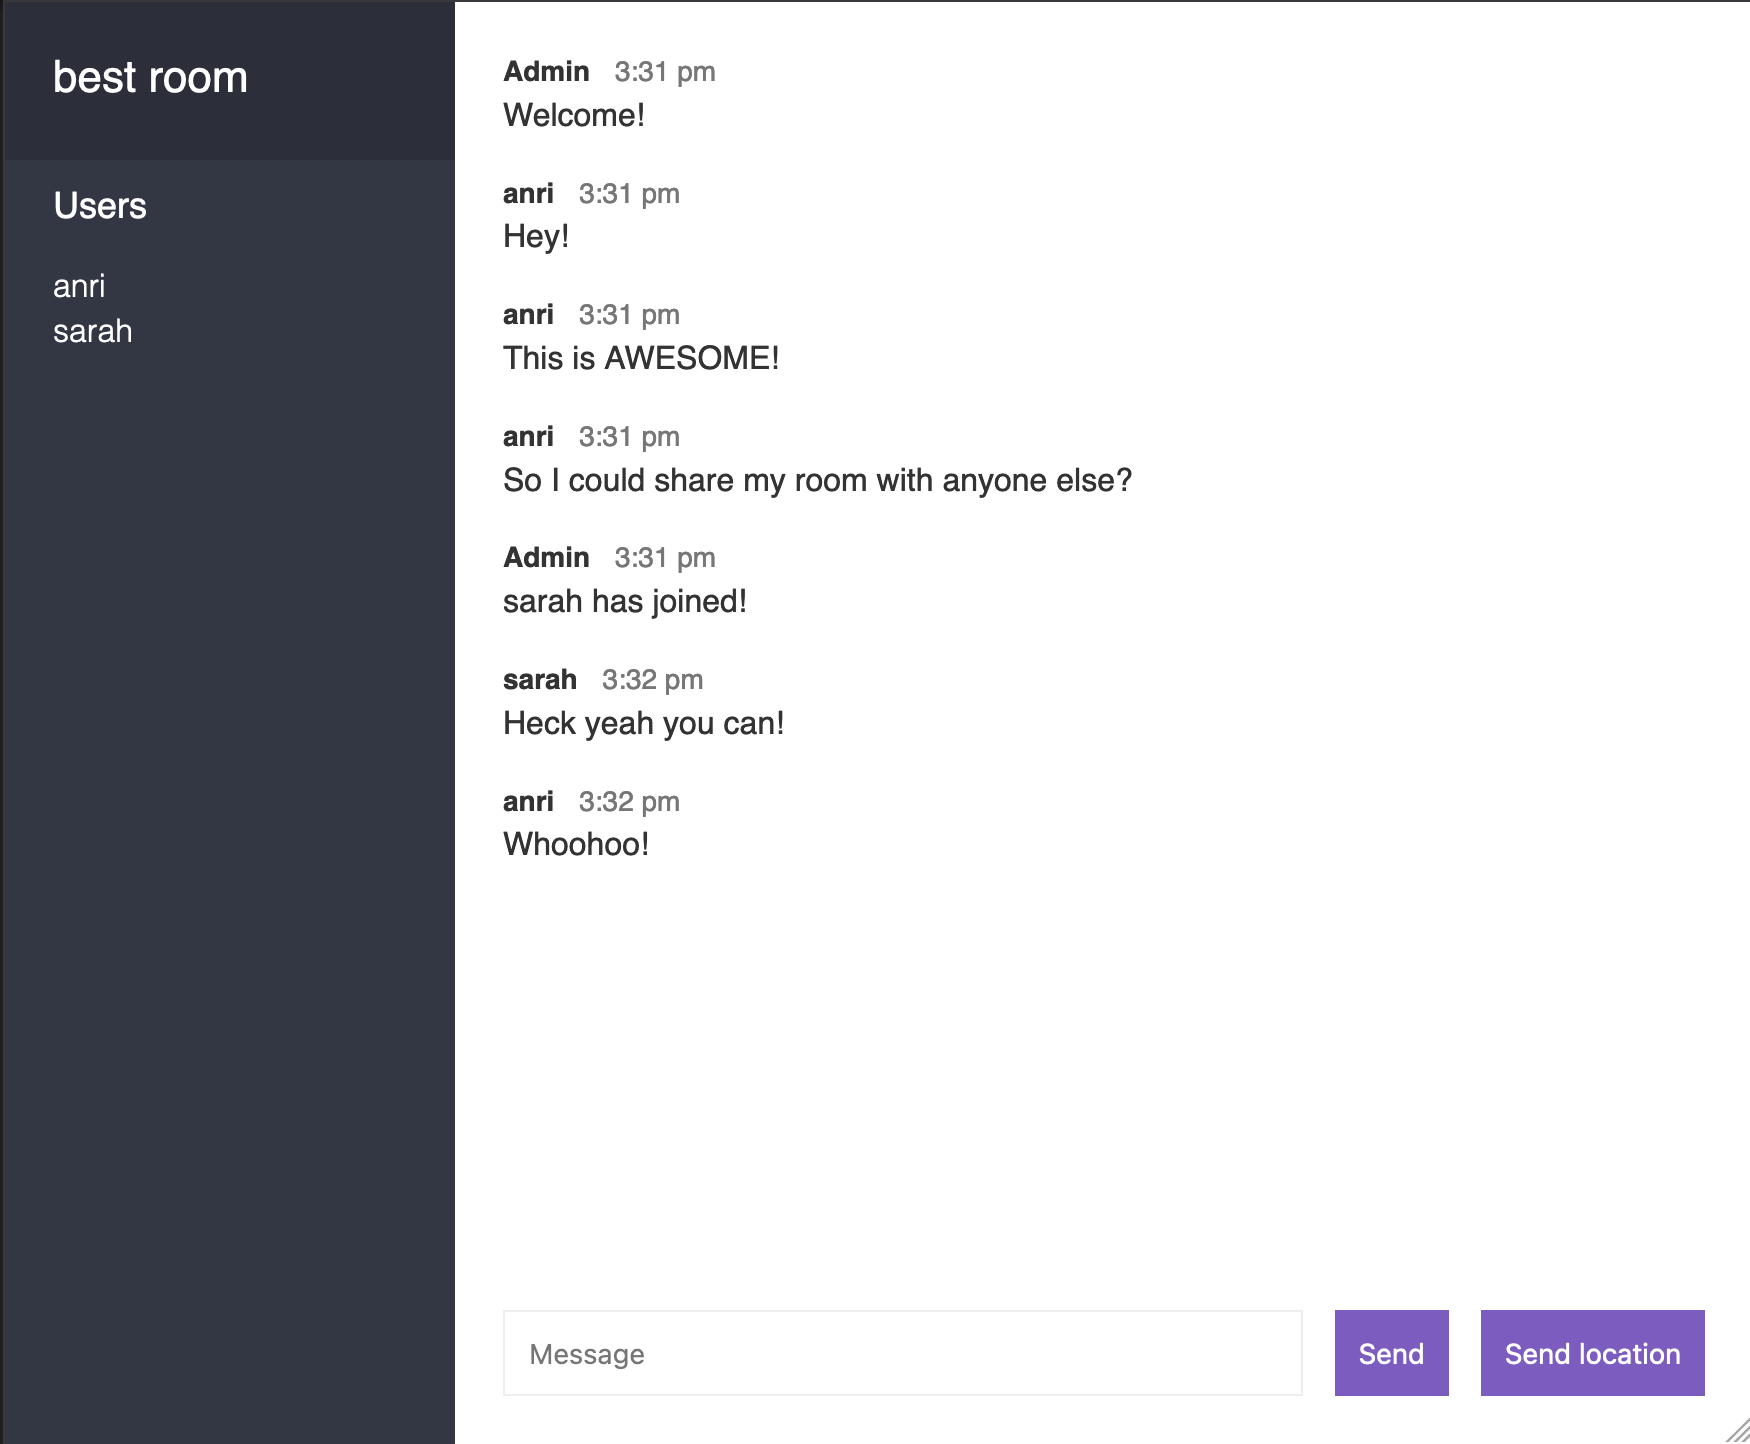 best room
Users
anri
sarah
Admin 3:31 pm
Welcome!
anri 3:31 pm
Hey!
anri 3:31 pm
This is AWESOME!
anri 3:31 pm
So I could share my room with anyone else?
Admin 3:31 pm
sarah has joined!
sarah 3:32 pm
Heck yeah you can!
anri 3:32 pm
Whoohoo!
Message
Send
Send location